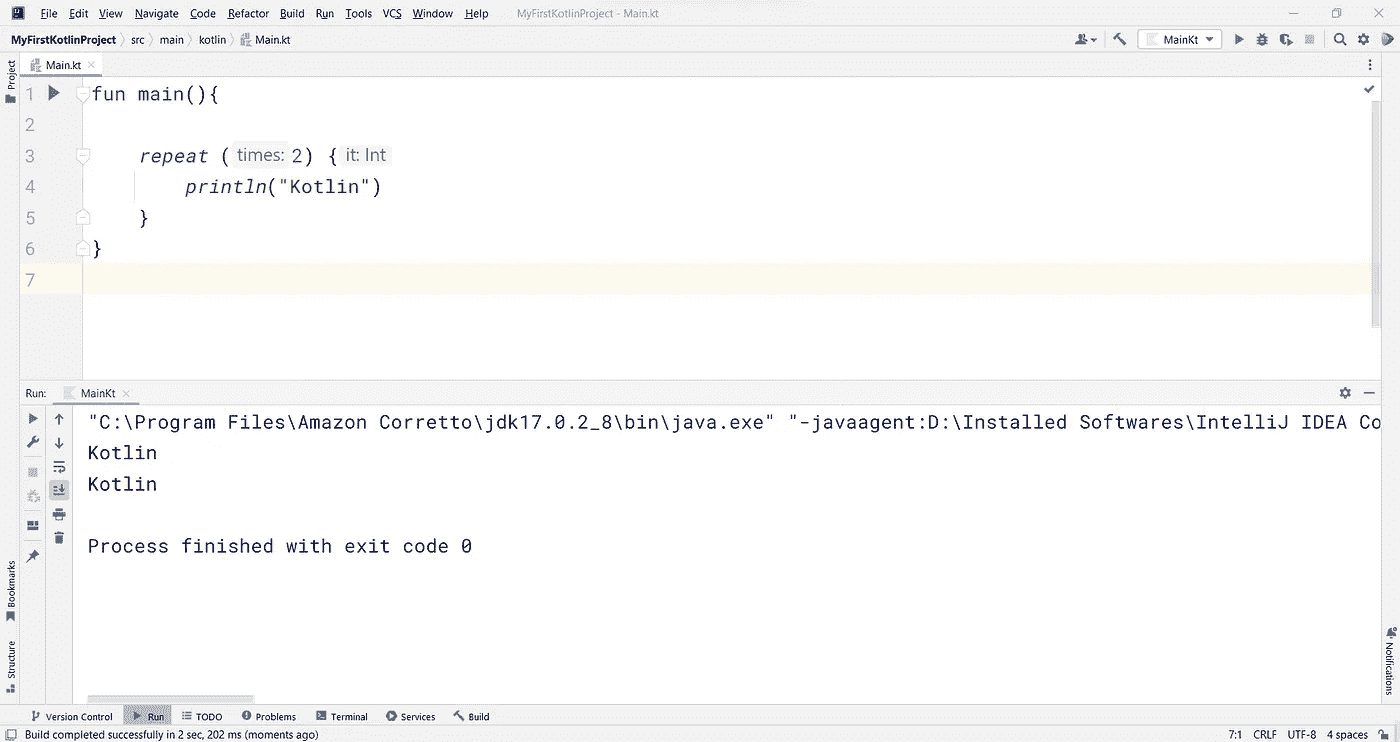 File Edit View Navigate Code Refactor Build Run Tools VCS Window Help MyFirstKotlinProject - Main.kt
MyFirstKotlinProject src main kotlin Main.kt MainKt
Project
Main.kt
1 fun main(){
2
3 repeat (times: 2) { it: Int
4 println("Kotlin")
5 }
6 }
7
Run: MainKt
"C:\Program Files\Amazon Corretto\jdk17.0.2_8\bin\java.exe" "-javaagent:D:\Installed Softwares\IntelliJ IDEA Co
Kotlin
Kotlin
Process finished with exit code 0
Bookmarks
Structure
Notifications
Version Control Run TODO Problems Terminal Services Build
Build completed successfully in 2 sec, 202 ms (moments ago) 7:1 CRLF UTF-8 4 spaces